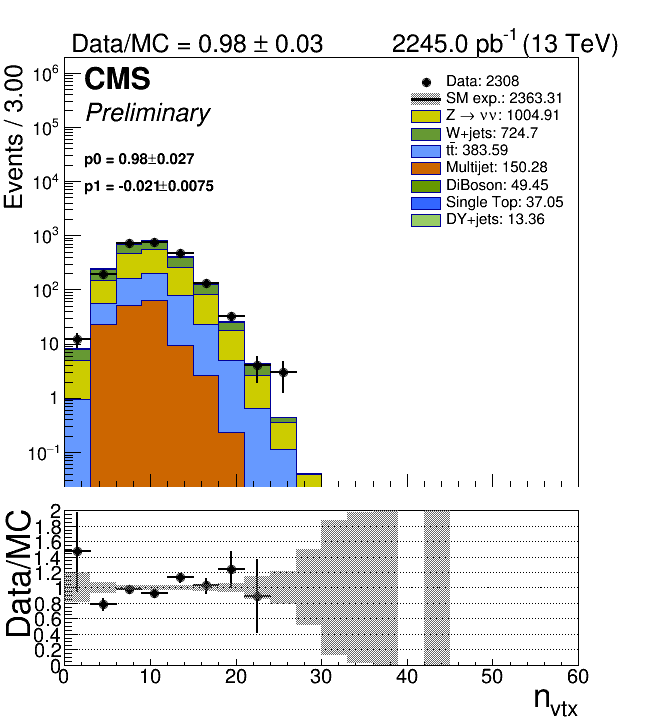 Data/MC = 0.98 ± 0.03 2245.0 pb⁻¹ (13 TeV)
CMS
Preliminary
p0 = 0.98±0.027
p1 = -0.021±0.0075
Data: 2308
SM exp.: 2363.31
Z → νν: 1004.91
W+jets: 724.7
tt̄: 383.59
Multijet: 150.28
DiBoson: 49.45
Single Top: 37.05
DY+jets: 13.36
Events / 3.00
10⁶
10⁵
10⁴
10³
10²
10
1
10⁻¹
Data/MC
2
1.8
1.6
1.4
1.2
1
0.8
0.6
0.4
0.2
0
0 10 20 30 40 50 60
n_vtx